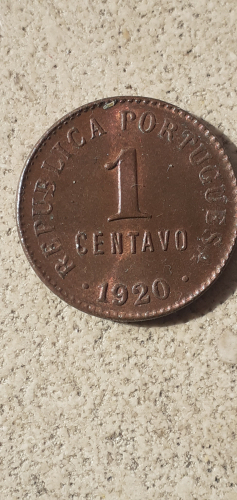 REPUBLICA PORTUGUESA
1
CENTAVO
· 1920 ·